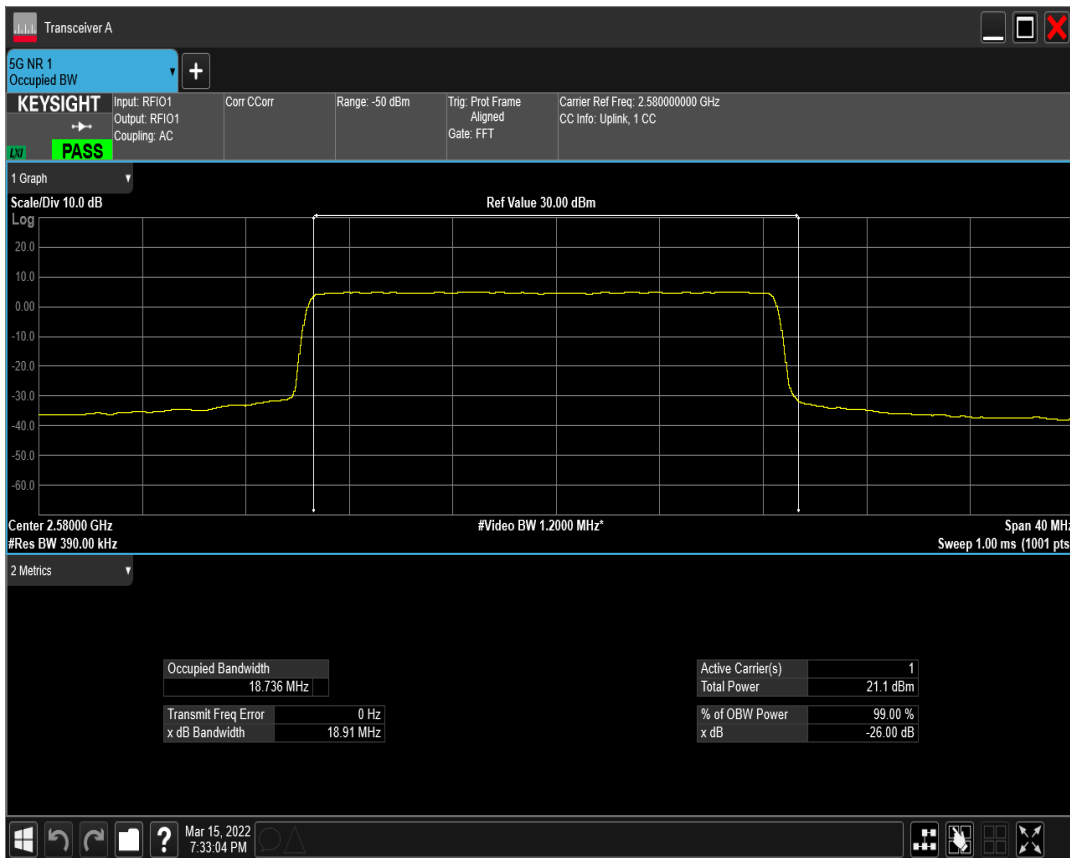 Transceiver A
5G NR 1
Occupied BW
KEYSIGHT
LXI
PASS
Input: RFIO1
Output: RFIO1
Coupling: AC
Corr CCorr
Range: -50 dBm
Trig: Prot Frame
Aligned
Gate: FFT
Carrier Ref Freq: 2.580000000 GHz
CC Info: Uplink, 1 CC
1 Graph
Scale/Div 10.0 dB
Ref Value 30.00 dBm
Log
20.0
10.0
0.00
-10.0
-20.0
-30.0
-40.0
-50.0
-60.0
Center 2.58000 GHz
#Video BW 1.2000 MHz*
Span 40 MHz
#Res BW 390.00 kHz
Sweep 1.00 ms (1001 pts
2 Metrics
Occupied Bandwidth
18.736 MHz
Transmit Freq Error 0 Hz
x dB Bandwidth 18.91 MHz
Active Carrier(s) 1
Total Power 21.1 dBm
% of OBW Power 99.00 %
x dB -26.00 dB
?
Mar 15, 2022
7:33:04 PM